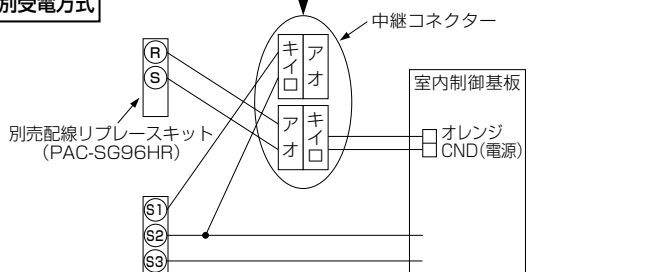 別受電方式
中継コネクター
キイロ アオ
R
S
室内制御基板
別売配線リプレースキット
(PAC-SG96HR)
アオ キイロ
オレンジ
CND(電源)
S1
S2
S3